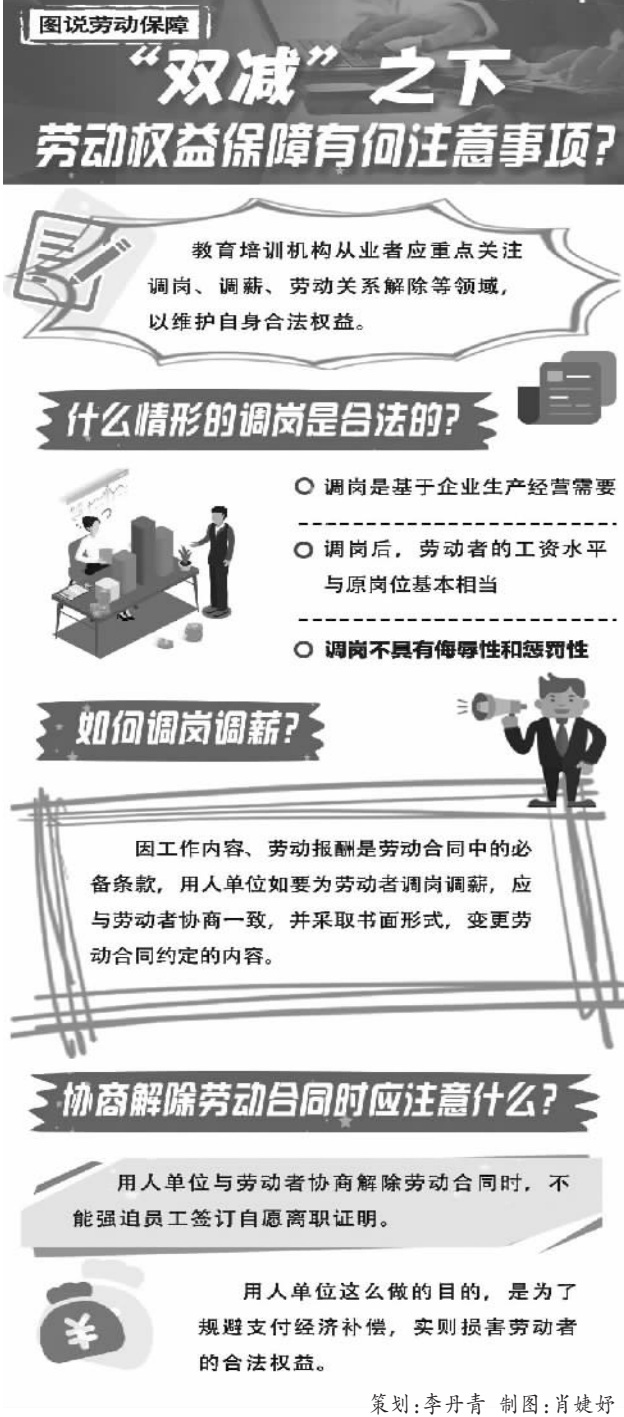 图说劳动保障
“双减”之下
劳动权益保障有何注意事项?
教育培训机构从业者应重点关注
调岗、调薪、劳动关系解除等领域，
以维护自身合法权益。
什么情形的调岗是合法的?
调岗是基于企业生产经营需要
调岗后，劳动者的工资水平
与原岗位基本相当
调岗不具有侮辱性和惩罚性
如何调岗调薪?
因工作内容、劳动报酬是劳动合同中的必
备条款，用人单位如要为劳动者调岗调薪，应
与劳动者协商一致，并采取书面形式，变更劳
动合同约定的内容。
协商解除劳动合同时应注意什么?
用人单位与劳动者协商解除劳动合同时，不
能强迫员工签订自愿离职证明。
用人单位这么做的目的，是为了
规避支付经济补偿，实则损害劳动者
的合法权益。
策划:李丹青 制图:肖婕妤